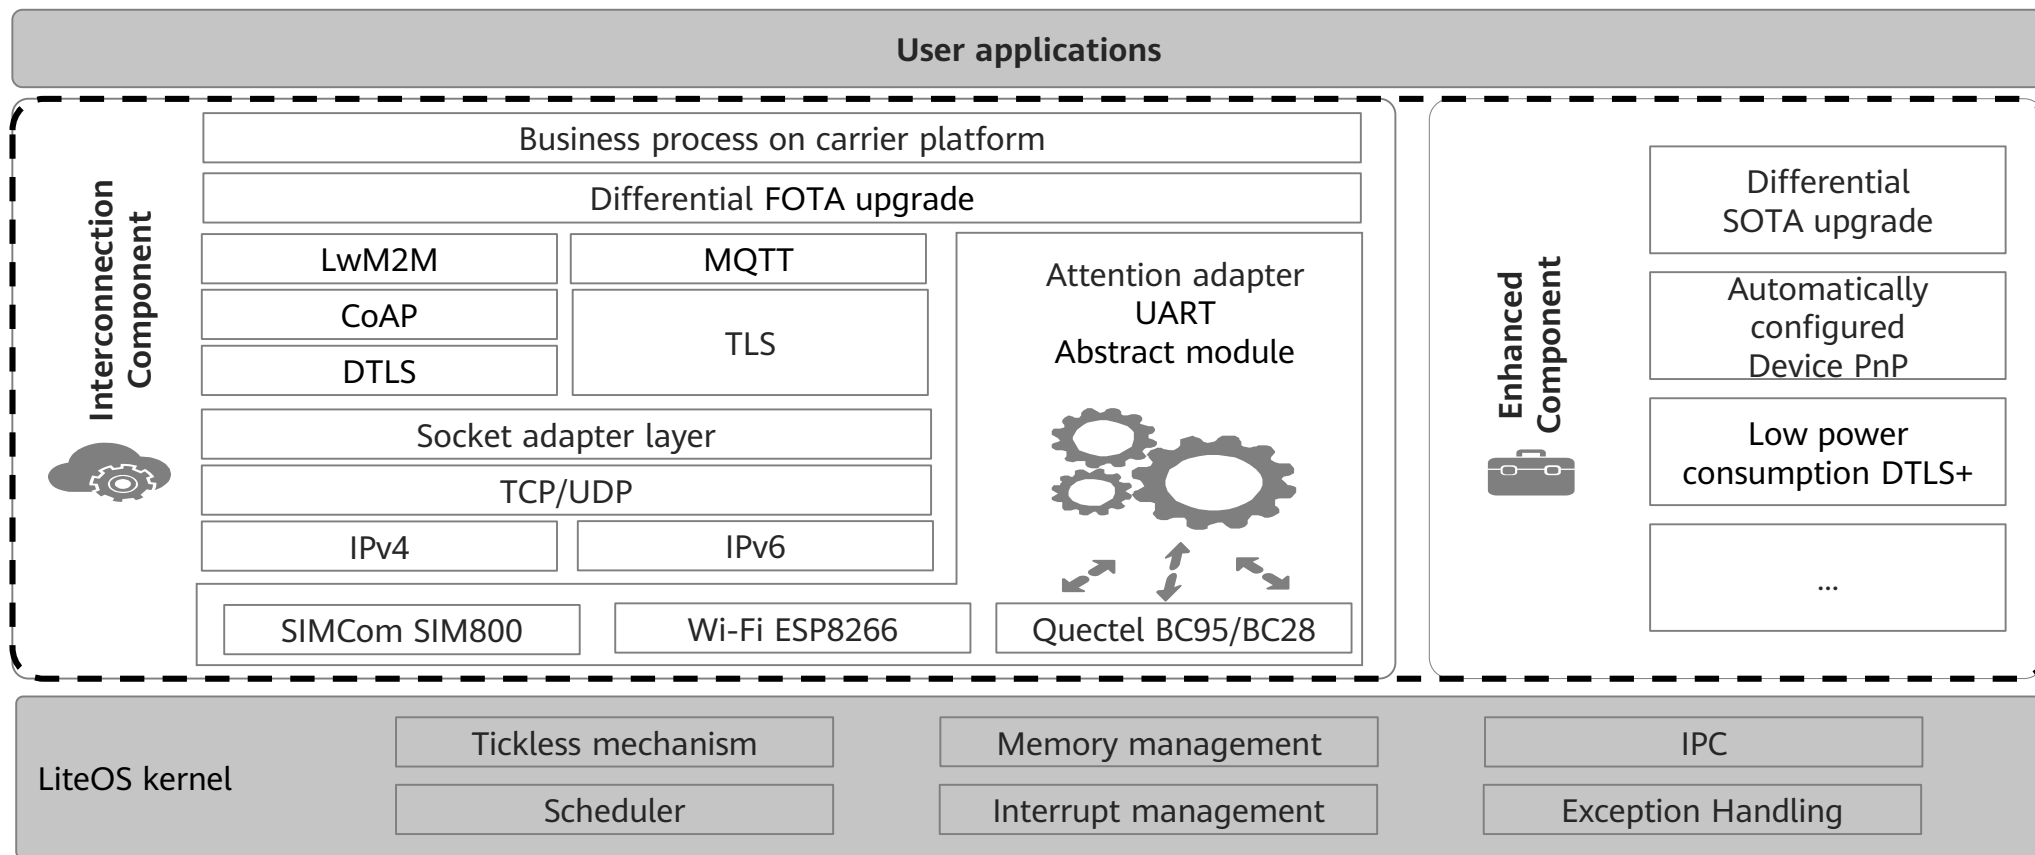 User applications
Interconnection
Component
Business process on carrier platform
Differential FOTA upgrade
LwM2M
MQTT
CoAP
TLS
DTLS
Socket adapter layer
TCP/UDP
IPv4
IPv6
Attention adapter
UART
Abstract module
SIMCom SIM800
Wi-Fi ESP8266
Quectel BC95/BC28
Enhanced
Component
Differential
SOTA upgrade
Automatically
configured
Device PnP
Low power
consumption DTLS+
...
LiteOS kernel
Tickless mechanism
Memory management
IPC
Scheduler
Interrupt management
Exception Handling